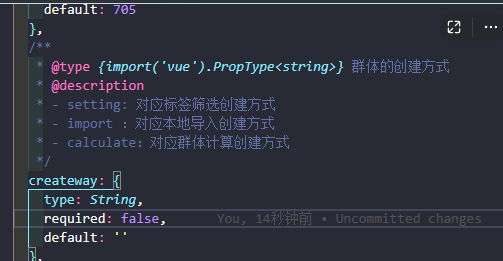 default: 705
},
/**
* @type {import('vue').PropType<string>} 群体的创建方式
* @description
* - setting: 对应标签筛选创建方式
* - import : 对应本地导入创建方式
* - calculate: 对应群体计算创建方式
*/
createway: {
type: String,
required: false, You, 14秒钟前 • Uncommitted changes
default: ''
},